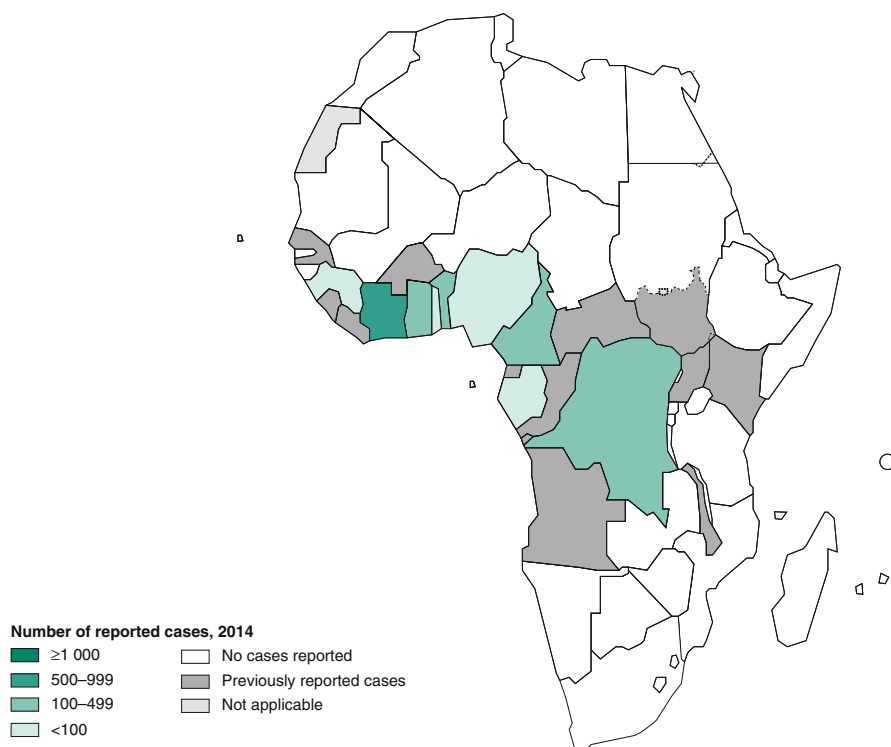 Number of reported cases, 2014
≥1 000
500–999
100–499
<100
No cases reported
Previously reported cases
Not applicable